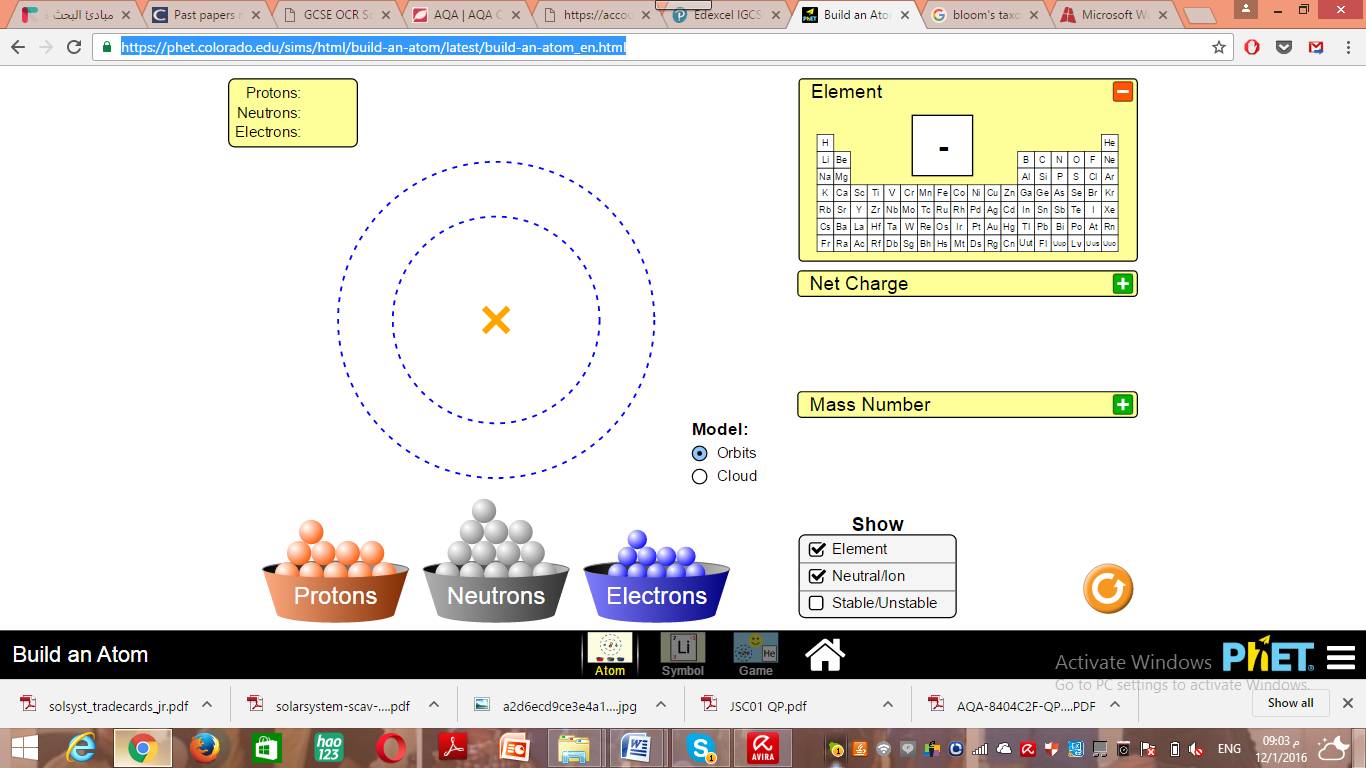 مبادئ البحث
Past papers
GCSE OCR Sc
AQA | AQA C
https://accou
Edexcel IGCS
Build an Ator
bloom's taxo
Microsoft W
https://phet.colorado.edu/sims/html/build-an-atom/latest/build-an-atom_en.html
Protons:
Neutrons:
Electrons:
Element
-
H He
Li Be B C N O F Ne
Na Mg Al Si P S Cl Ar
K Ca Sc Ti V Cr Mn Fe Co Ni Cu Zn Ga Ge As Se Br Kr
Rb Sr Y Zr Nb Mo Tc Ru Rh Pd Ag Cd In Sn Sb Te I Xe
Cs Ba La Hf Ta W Re Os Ir Pt Au Hg Tl Pb Bi Po At Rn
Fr Ra Ac Rf Db Sg Bh Hs Mt Ds Rg Cn Uut Fl Uup Lv Uus Uuo
Net Charge
Mass Number
Model:
Orbits
Cloud
Protons
Neutrons
Electrons
Show
Element
Neutral/Ion
Stable/Unstable
Build an Atom
Atom
Li
Symbol
He
Game
PhET
Activate Windows
Go to PC settings to activate Windows.
solsyst_tradecards_jr.pdf
solarsystem-scav-....pdf
a2d6ecd9ce3e4a1....jpg
JSC01 QP.pdf
AQA-8404C2F-QP....PDF
Show all
hao
123
AVIRA
ENG
09:03 م
12/1/2016